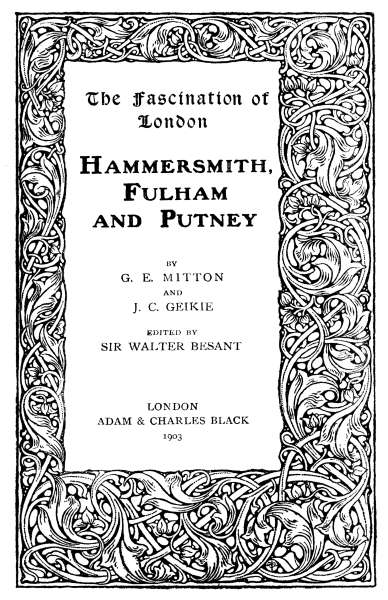 The Fascination of
London
HAMMERSMITH,
FULHAM
AND PUTNEY
BY
G. E. MITTON
AND
J. C. GEIKIE
EDITED BY
SIR WALTER BESANT
LONDON
ADAM & CHARLES BLACK
1903